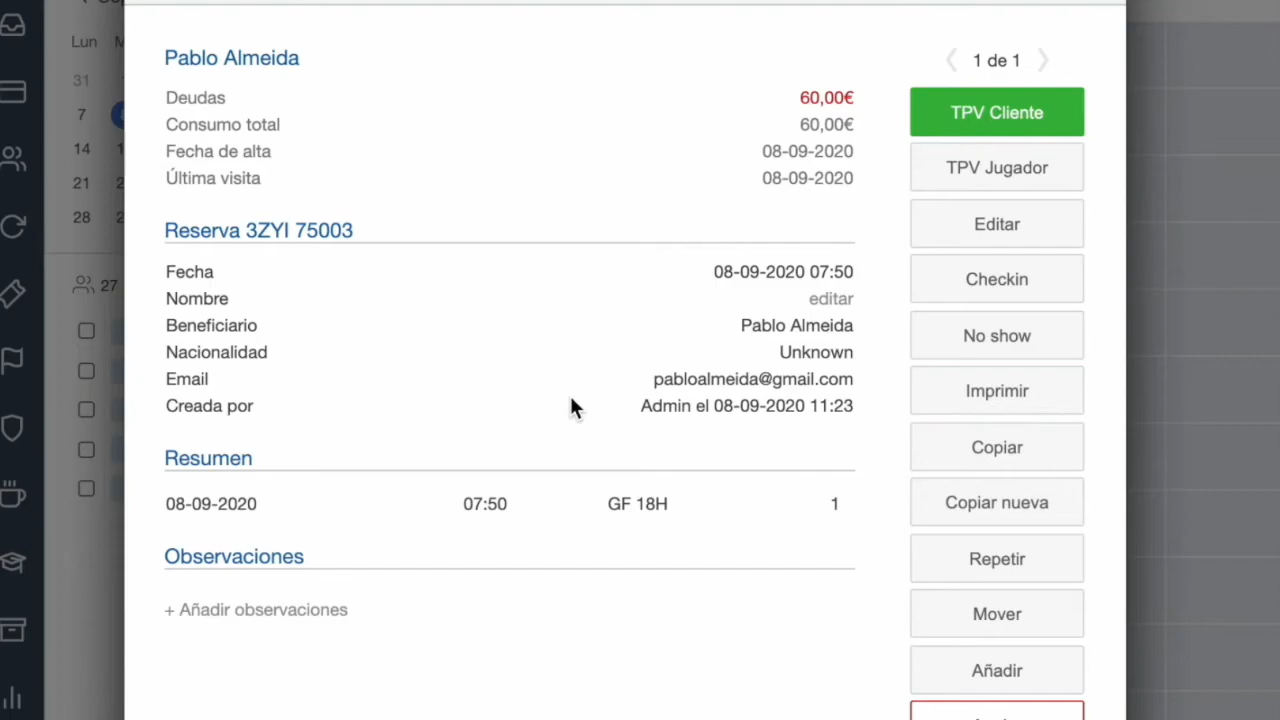 Lun
31
7
14
21
28
27
Pablo Almeida
Deudas 60,00€
Consumo total 60,00€
Fecha de alta 08-09-2020
Última visita 08-09-2020
Reserva 3ZYI 75003
Fecha 08-09-2020 07:50
Nombre editar
Beneficiario Pablo Almeida
Nacionalidad Unknown
Email pabloalmeida@gmail.com
Creada por Admin el 08-09-2020 11:23
Resumen
08-09-2020 07:50 GF 18H 1
Observaciones
+ Añadir observaciones
1 de 1
TPV Cliente
TPV Jugador
Editar
Checkin
No show
Imprimir
Copiar
Copiar nueva
Repetir
Mover
Añadir